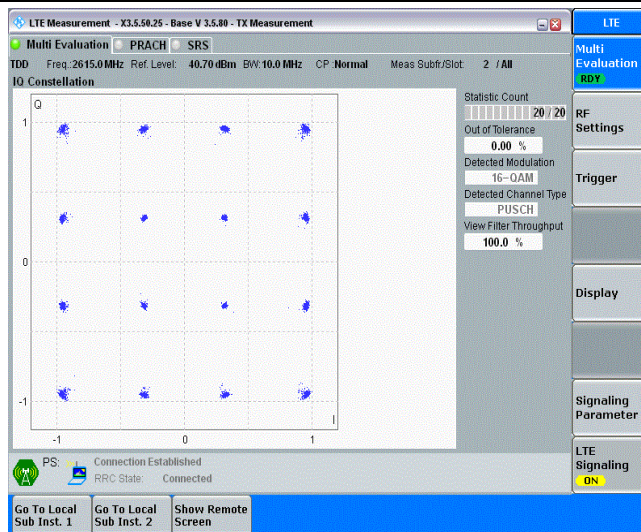 LTE Measurement - X3.5.50.25 - Base V 3.5.80 - TX Measurement
LTE
Multi Evaluation PRACH SRS
Multi
Evaluation
RDY
TDD Freq.:2615.0 MHz Ref. Level: 40.70 dBm BW:10.0 MHz CP :Normal Meas Subfr./Slot: 2 / All
IQ Constellation
Q
1
0
-1
-1 0 1
I
Statistic Count
20 / 20
Out of Tolerance
0.00 %
Detected Modulation
16-QAM
Detected Channel Type
PUSCH
View Filter Throughput
100.0 %
RF
Settings
Trigger
Display
Signaling
Parameter
LTE
Signaling
ON
PS: Connection Established
RRC State: Connected
Go To Local
Sub Inst. 1
Go To Local
Sub Inst. 2
Show Remote
Screen